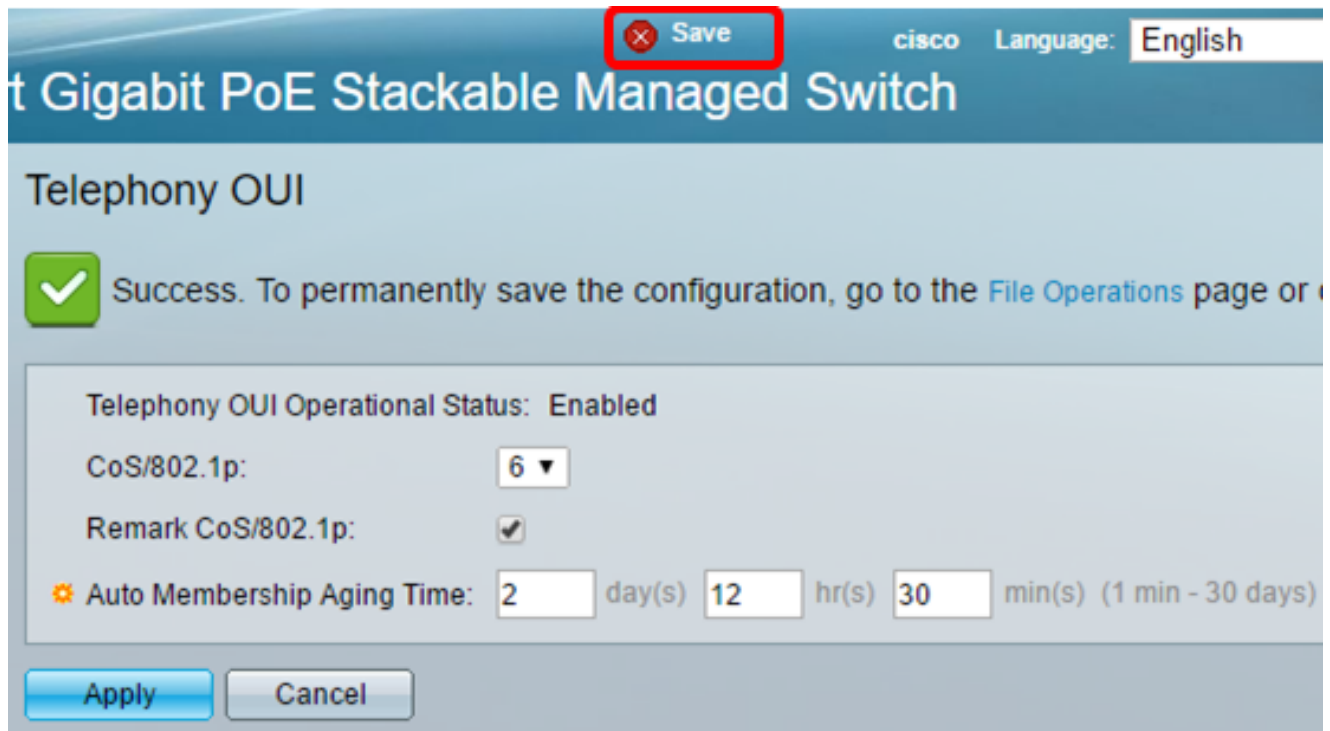 Save cisco Language: English
t Gigabit PoE Stackable Managed Switch
Telephony OUI
Success. To permanently save the configuration, go to the File Operations page or
Telephony OUI Operational Status: Enabled
CoS/802.1p: 6
Remark CoS/802.1p:
Auto Membership Aging Time: 2 day(s) 12 hr(s) 30 min(s) (1 min - 30 days)
Apply Cancel